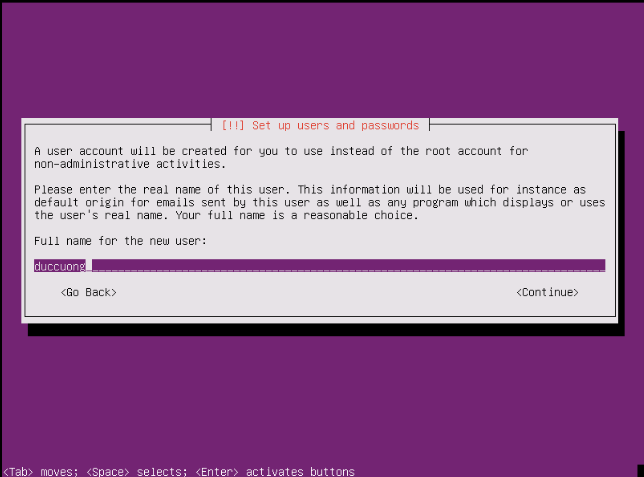 [!!] Set up users and passwords
A user account will be created for you to use instead of the root account for
non-administrative activities.
Please enter the real name of this user. This information will be used for instance as
default origin for emails sent by this user as well as any program which displays or uses
the user's real name. Your full name is a reasonable choice.
Full name for the new user:
duccuong
<Go Back> <Continue>
<Tab> moves; <Space> selects; <Enter> activates buttons